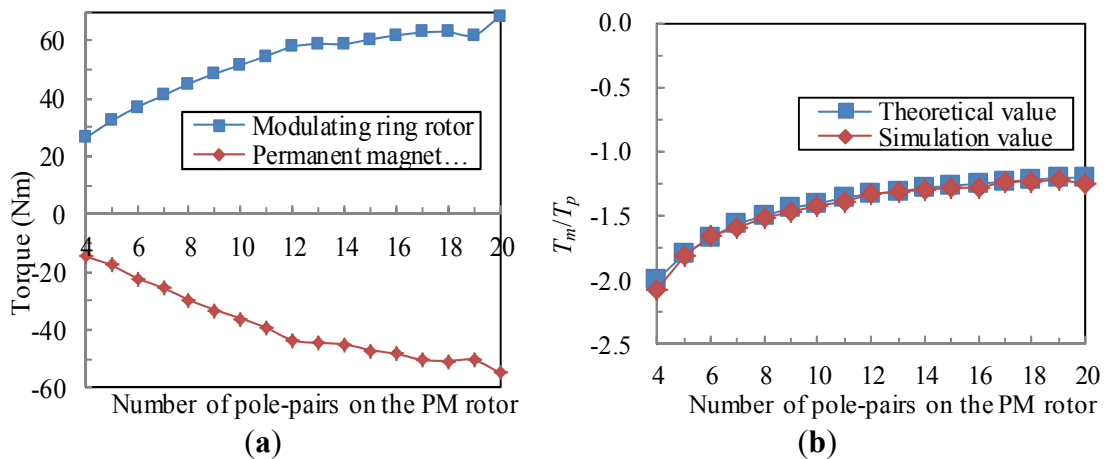 60
40
20
0
-20
-40
-60
Torque (Nm)
4 6 8 10 12 14 16 18 20
Modulating ring rotor
Permanent magnet…
Number of pole-pairs on the PM rotor
(a)
0.0
-0.5
-1.0
-1.5
-2.0
-2.5
Tm/Tp
Theoretical value
Simulation value
4 6 8 10 12 14 16 18 20
Number of pole-pairs on the PM rotor
(b)